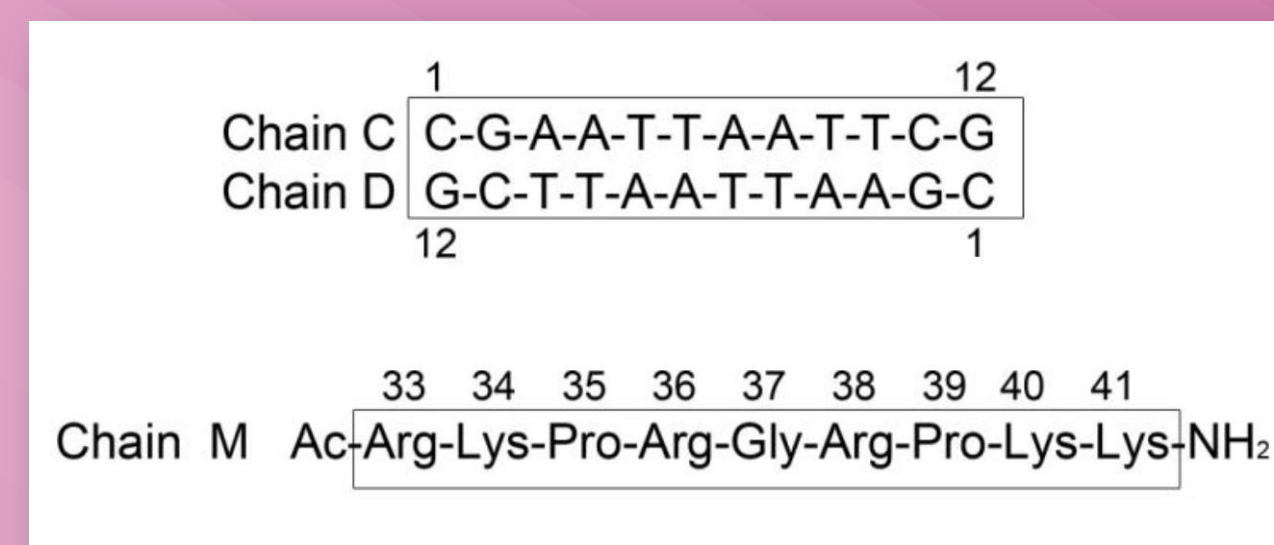 1 12
Chain C C-G-A-A-T-T-A-A-T-T-C-G
Chain D G-C-T-T-A-A-T-T-A-A-G-C
12 1
33 34 35 36 37 38 39 40 41
Chain M Ac-Arg-Lys-Pro-Arg-Gly-Arg-Pro-Lys-Lys-NH₂